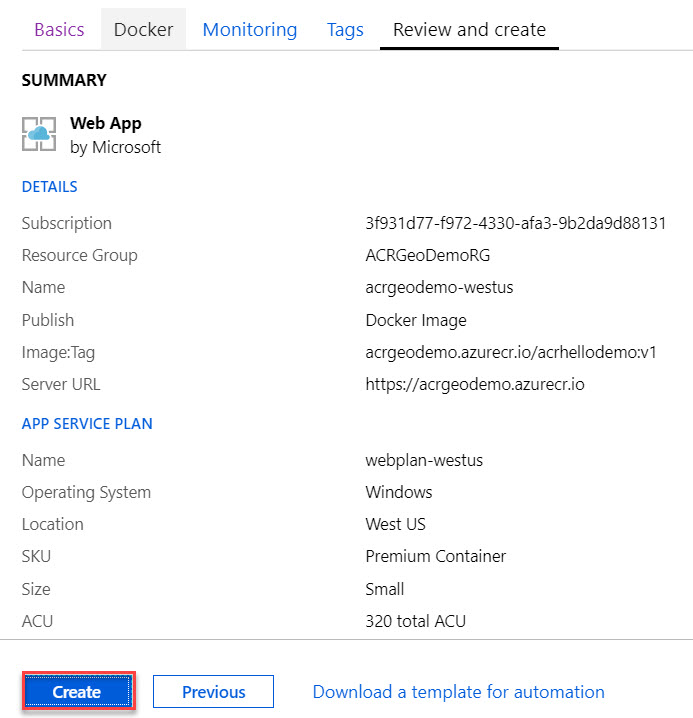 Basics Docker Monitoring Tags Review and create
SUMMARY
Web App
by Microsoft
DETAILS
Subscription 3f931d77-f972-4330-afa3-9b2da9d88131
Resource Group ACRGeoDemoRG
Name acrgeodemo-westus
Publish Docker Image
Image:Tag acrgeodemo.azurecr.io/acrhellodemo:v1
Server URL https://acrgeodemo.azurecr.io
APP SERVICE PLAN
Name webplan-westus
Operating System Windows
Location West US
SKU Premium Container
Size Small
ACU 320 total ACU
Create Previous Download a template for automation